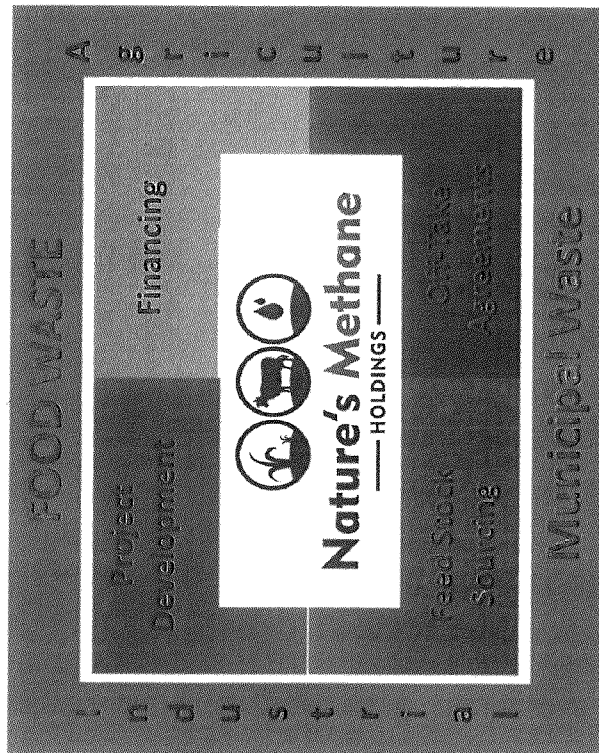 FOOD WASTE
Industrial
Agriculture
Project
Development
Financing
Nature's Methane
HOLDINGS
Feed Stock
Sourcing
Off-Take
Agreements
Municipal Waste